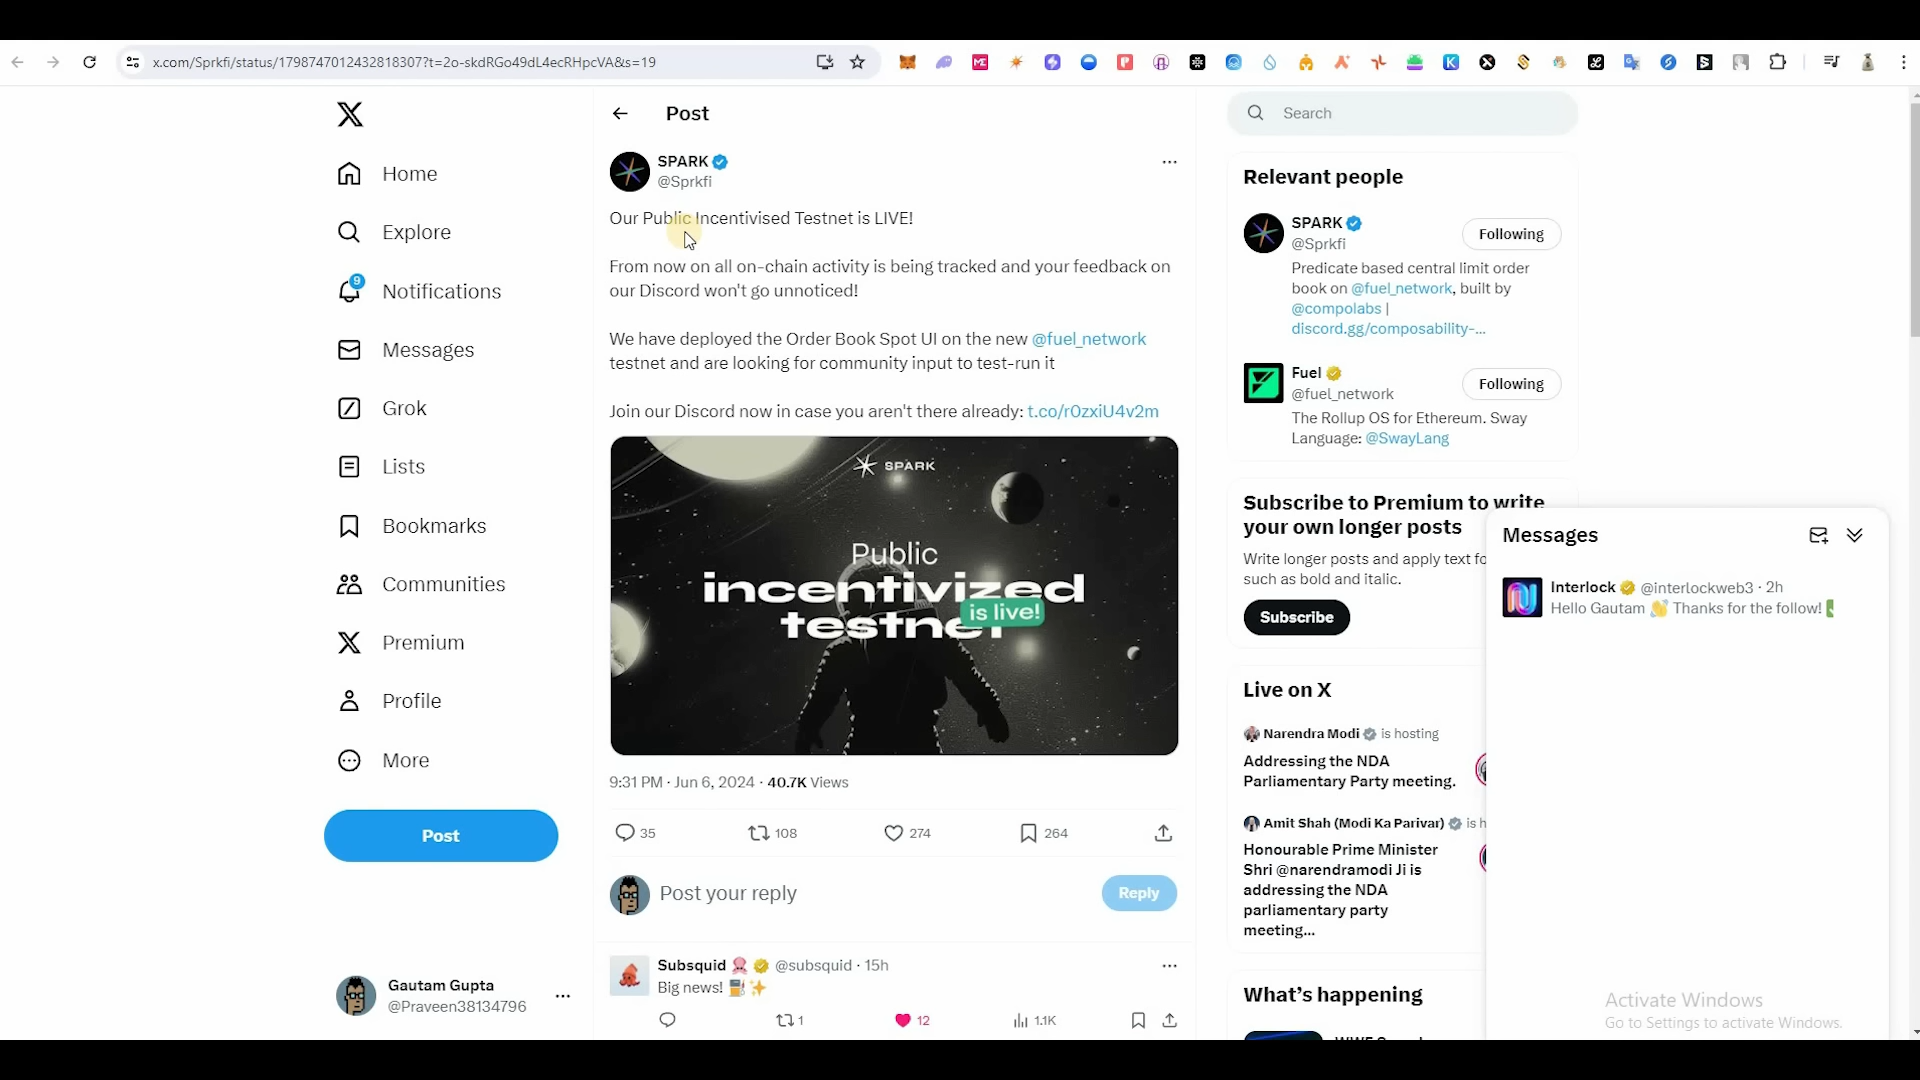 x.com/Sprkfi/status/1798747012432818307?t=2o-skdRGo49dL4ecRHpcVA&s=19
Home
Explore
9
Notifications
Messages
Grok
Lists
Bookmarks
Communities
Premium
Profile
More
Post
Gautam Gupta
@Praveen38134796
Post
SPARK
@Sprkfi
Our Public Incentivised Testnet is LIVE!
From now on all on-chain activity is being tracked and your feedback on
our Discord won't go unnoticed!
We have deployed the Order Book Spot UI on the new @fuel_network
testnet and are looking for community input to test-run it
Join our Discord now in case you aren't there already: t.co/r0zxiU4v2m
SPARK
Public
incentivized
testnet
is live!
9:31 PM · Jun 6, 2024 · 40.7K Views
35
108
274
264
Post your reply
Reply
Subsquid @subsquid · 15h
Big news!
1
12
1.1K
Search
Relevant people
SPARK
@Sprkfi
Following
Predicate based central limit order
book on @fuel_network, built by
@compolabs |
discord.gg/composability-...
Fuel
@fuel_network
Following
The Rollup OS for Ethereum. Sway
Language: @SwayLang
Subscribe to Premium to write
your own longer posts
Write longer posts and apply text fo
such as bold and italic.
Subscribe
Live on X
Narendra Modi is hosting
Addressing the NDA
Parliamentary Party meeting.
Amit Shah (Modi Ka Parivar) is h
Honourable Prime Minister
Shri @narendramodi Ji is
addressing the NDA
parliamentary party
meeting...
What's happening
Messages
Interlock @interlockweb3 · 2h
Hello Gautam 👋 Thanks for the follow!
Activate Windows
Go to Settings to activate Windows.